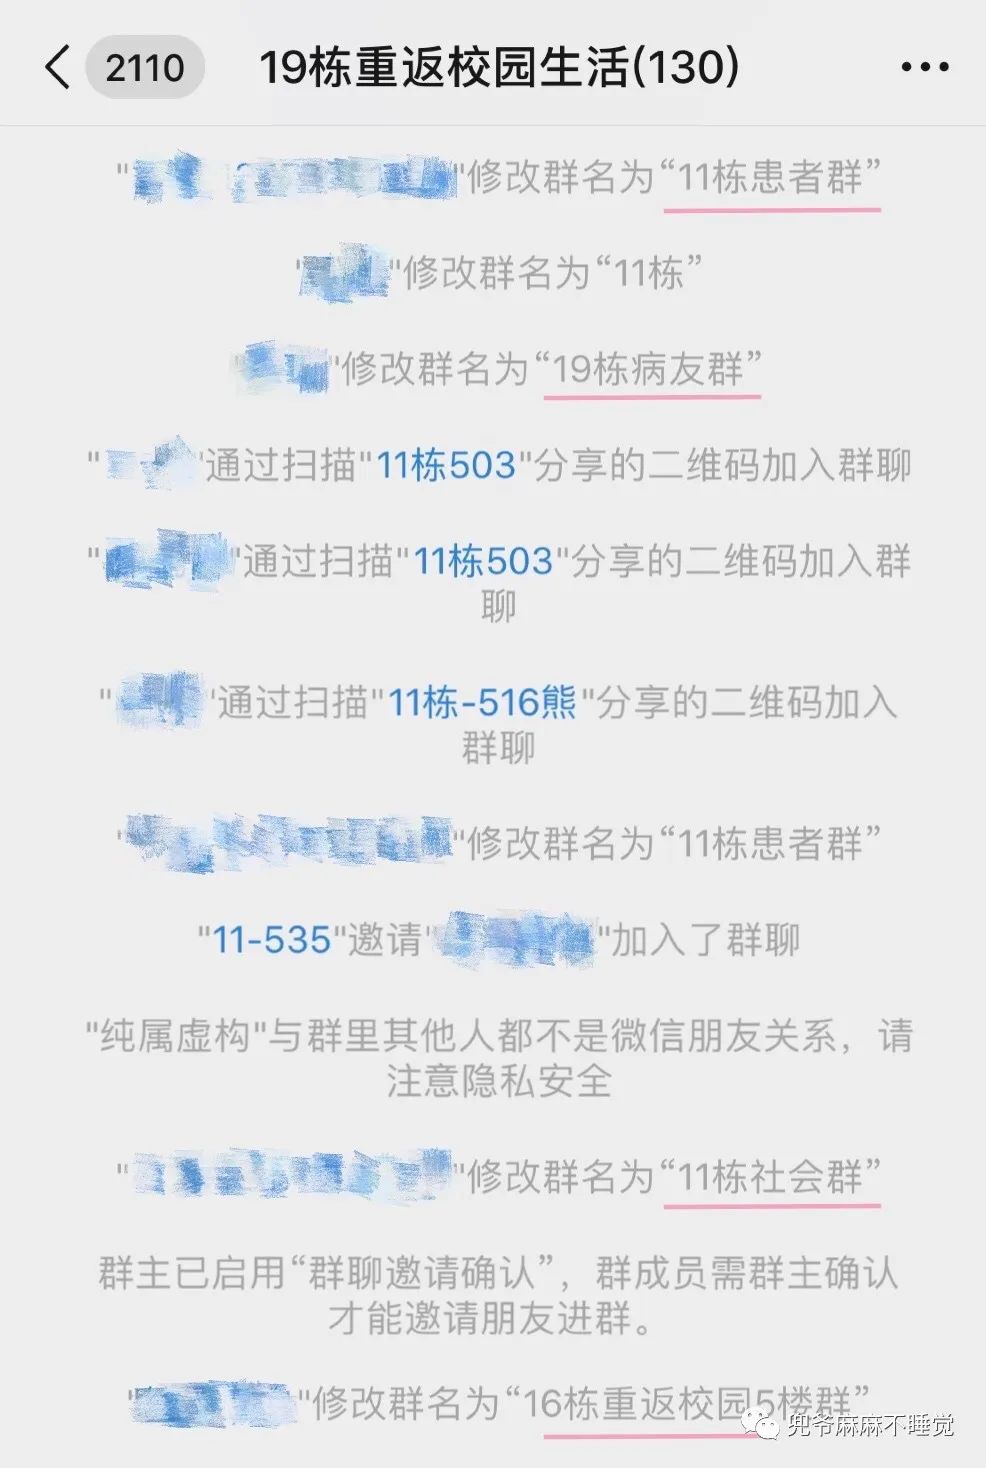 2110
19栋重返校园生活(130)
""修改群名为“11栋患者群”
""修改群名为“11栋”
"修改群名为“19栋病友群”
""通过扫描"11栋503"分享的二维码加入群聊
""通过扫描"11栋503"分享的二维码加入群
聊
""通过扫描"11栋-516熊"分享的二维码加入
群聊
""修改群名为“11栋患者群”
"11-535"邀请""加入了群聊
"纯属虚构"与群里其他人都不是微信朋友关系，请
注意隐私安全
""修改群名为“11栋社会群”
群主已启用“群聊邀请确认”，群成员需群主确认
才能邀请朋友进群。
""修改群名为“16栋重返校园5楼群”
兜爷麻麻不睡觉